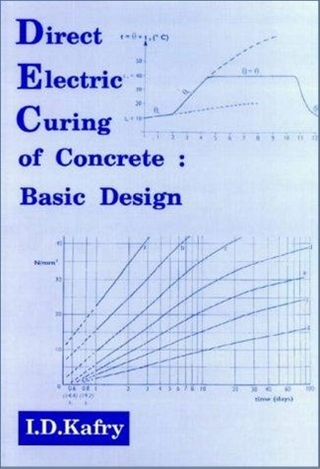 Direct
Electric
Curing
of Concrete :
Basic Design
N/mm²
time (days)
I.D.Kafry